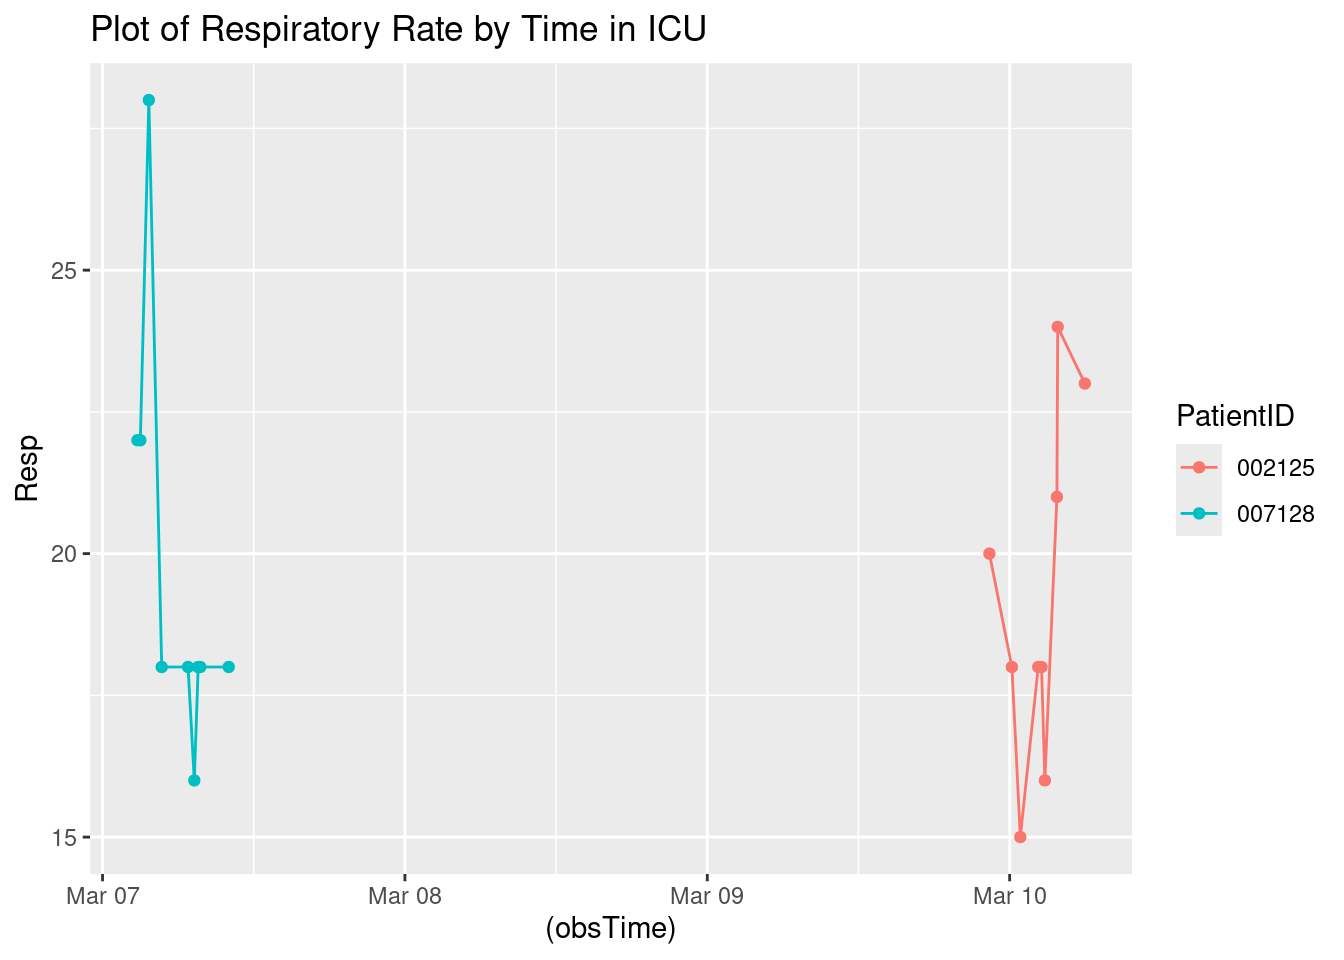 Plot of Respiratory Rate by Time in ICU
Resp
25
20
15
Mar 07 Mar 08 Mar 09 Mar 10
(obsTime)
PatientID
002125
007128